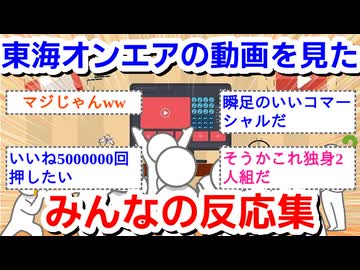 東海オンエアの動画を見た
マジじゃんww
瞬足のいいコマー
シャルだ
いいね5000000回
押したい
そうかこれ独身2
人組だ
みんなの反応集